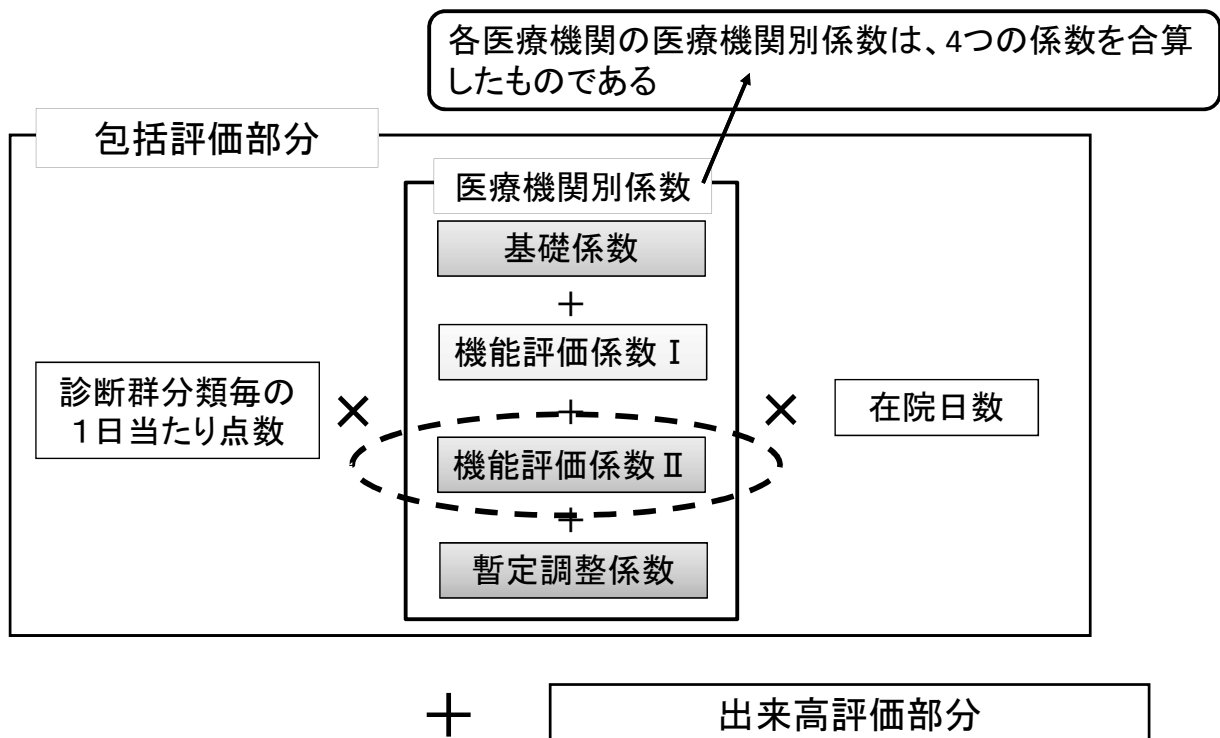 各医療機関の医療機関別係数は、4つの係数を合算
したものである
包括評価部分
医療機関別係数
基礎係数
＋
機能評価係数Ⅰ
診断群分類毎の
１日当たり点数
×
＋
×
在院日数
機能評価係数Ⅱ
＋
暫定調整係数
＋
出来高評価部分